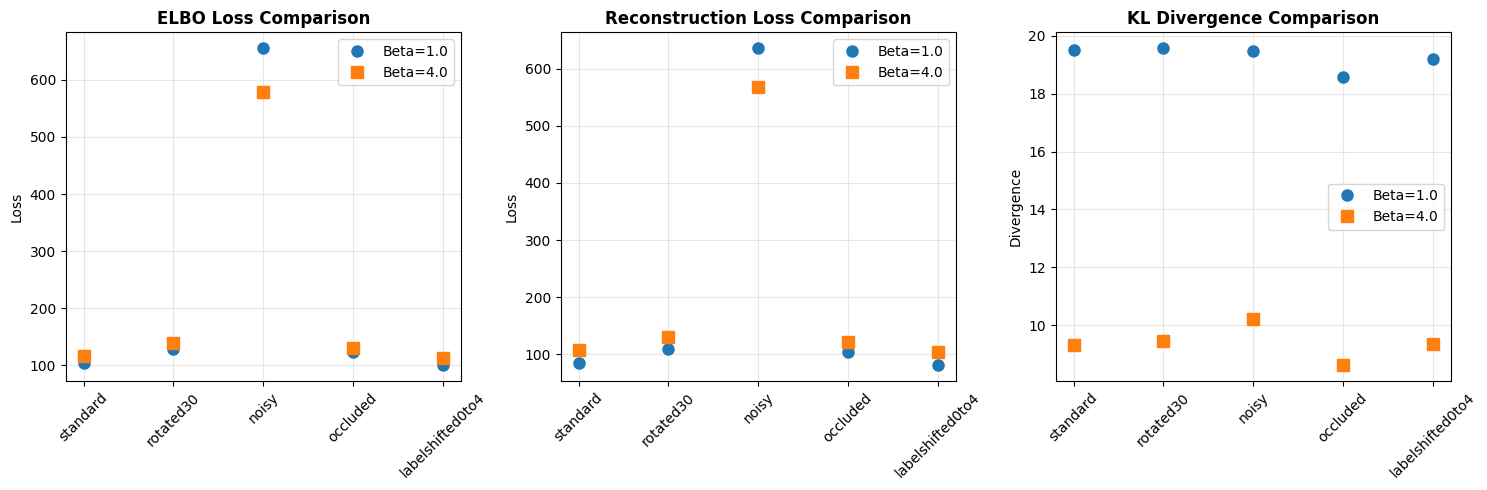 ELBO Loss Comparison
Loss
600
500
400
300
200
100
Beta=1.0
Beta=4.0
standard
rotated30
noisy
occluded
labelshifted0to4
Reconstruction Loss Comparison
Loss
600
500
400
300
200
100
Beta=1.0
Beta=4.0
standard
rotated30
noisy
occluded
labelshifted0to4
KL Divergence Comparison
Divergence
20
18
16
14
12
10
Beta=1.0
Beta=4.0
standard
rotated30
noisy
occluded
labelshifted0to4